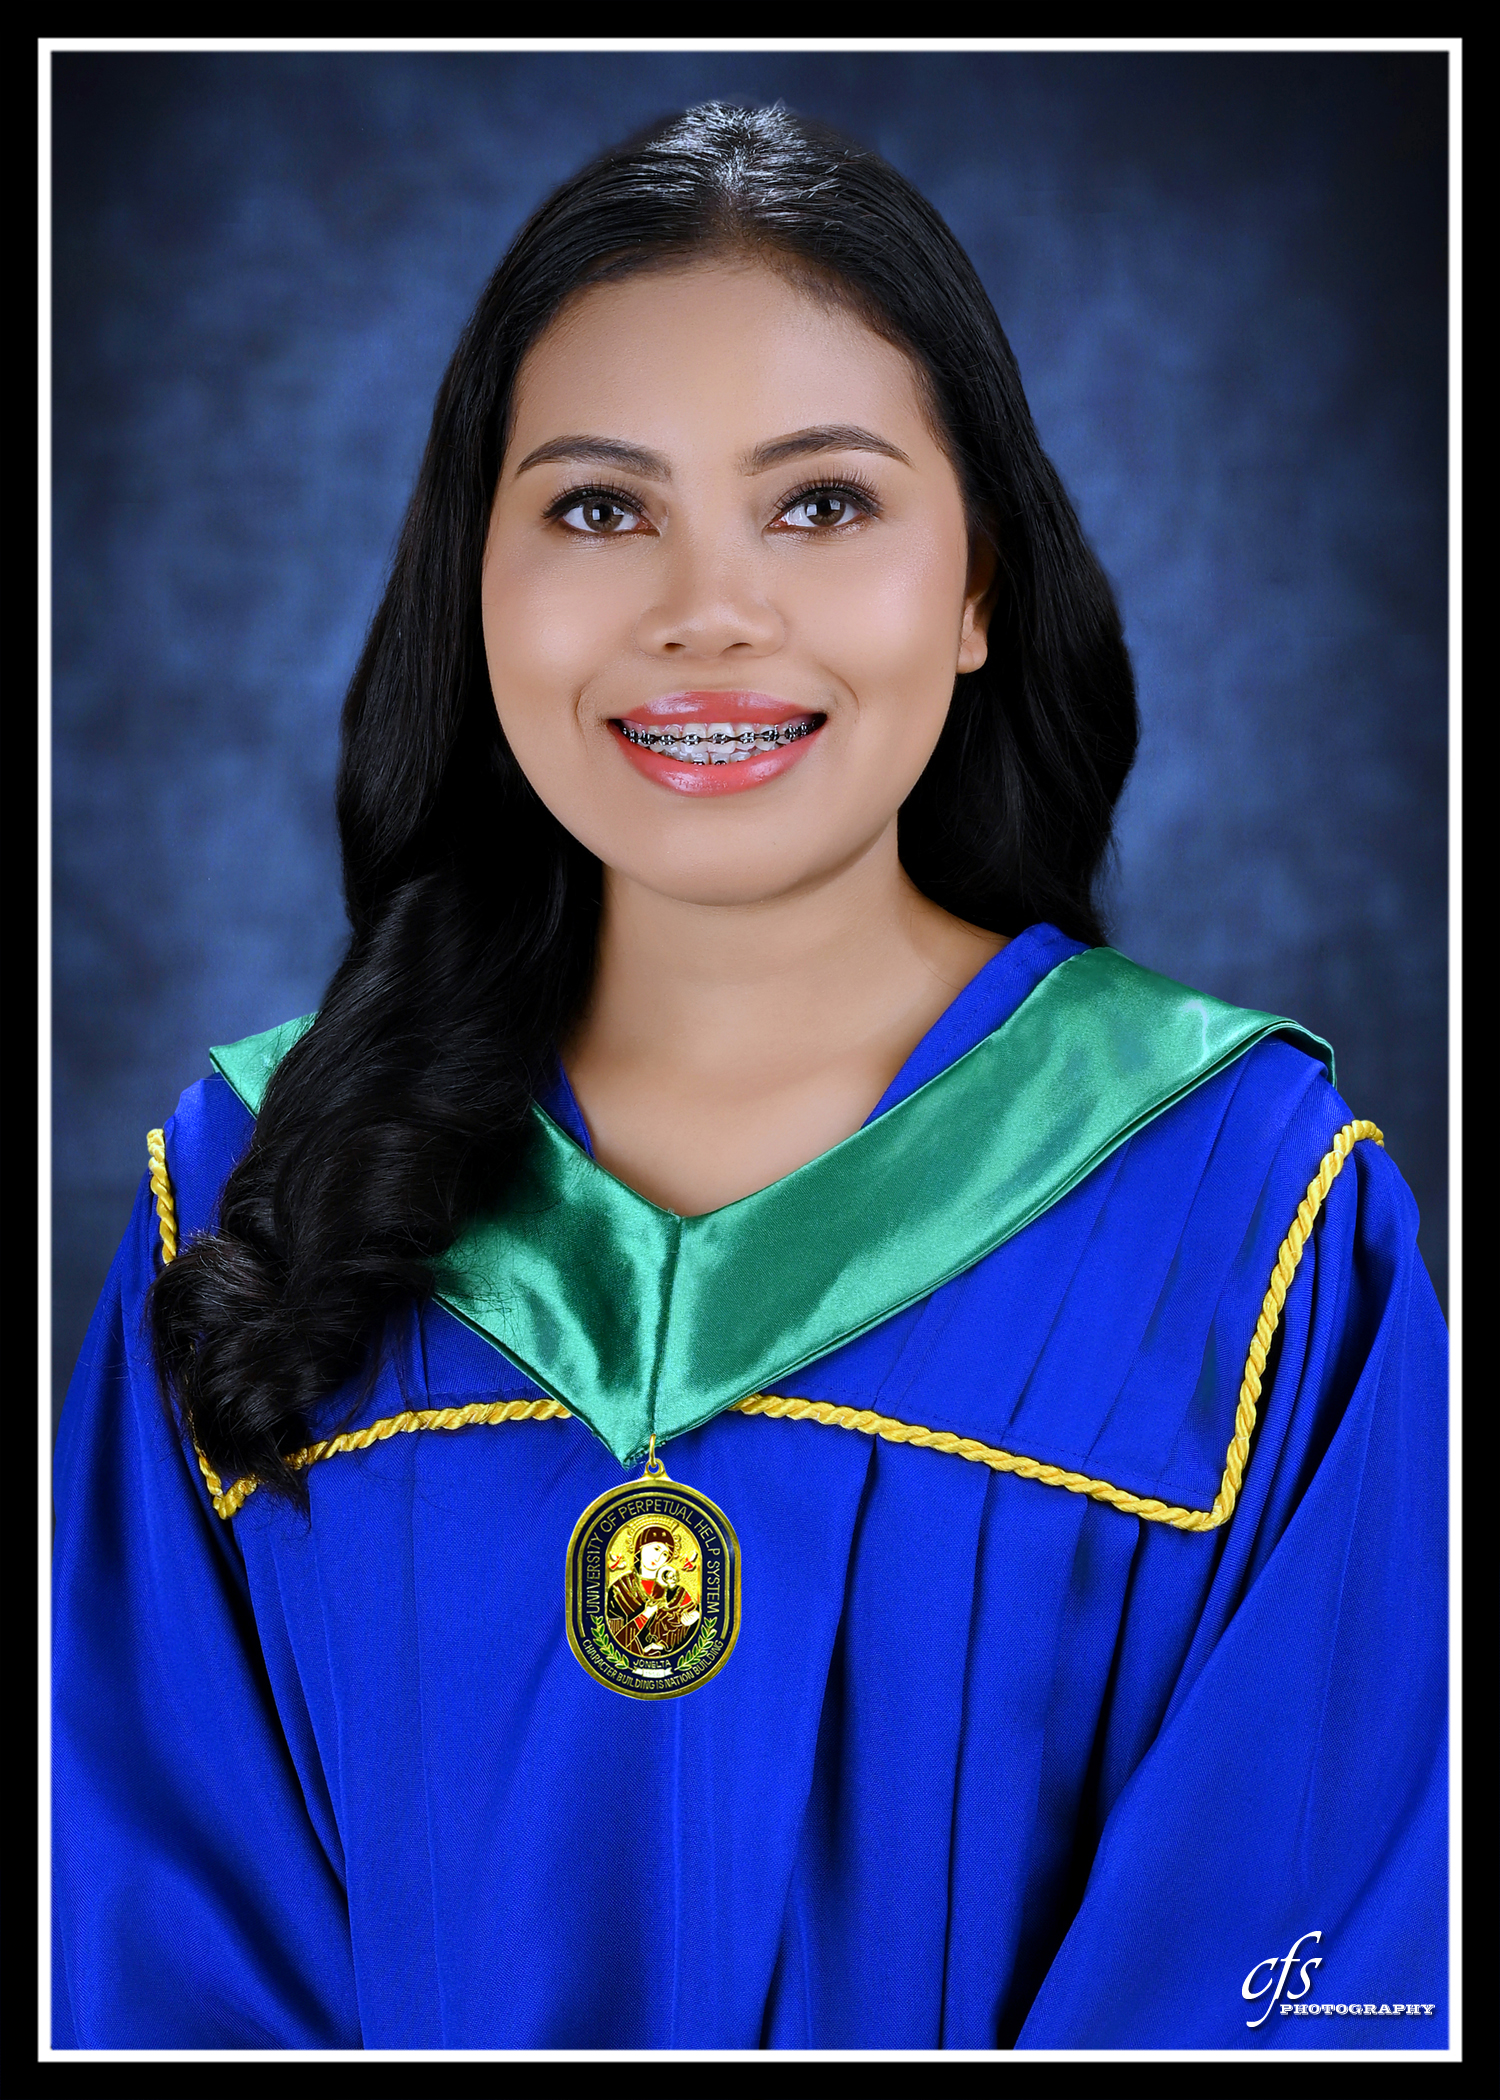 UNIVERSITY OF PERPETUAL HELP SYSTEM
JONELTA
CHARACTER BUILDING IS NATION BUILDING
cfs
PHOTOGRAPHY